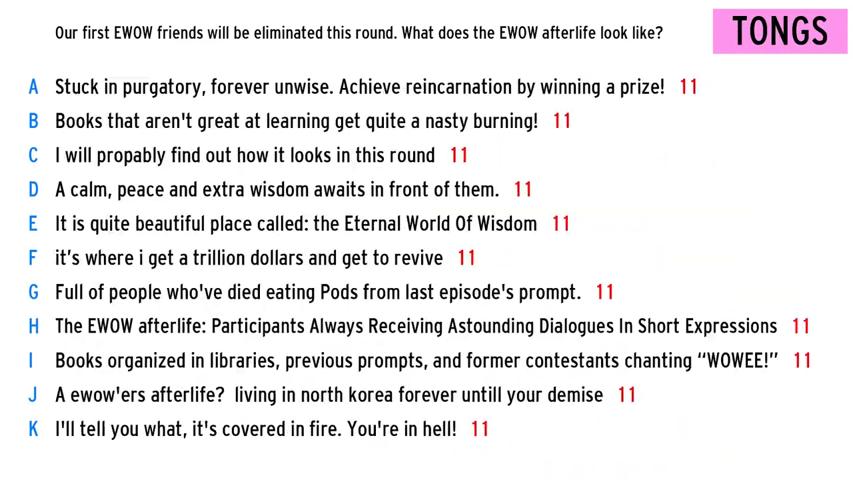 Our first EWOW friends will be eliminated this round. What does the EWOW afterlife look like?
TONGS
A Stuck in purgatory, forever unwise. Achieve reincarnation by winning a prize! 11
B Books that aren't great at learning get quite a nasty burning! 11
C I will propably find out how it looks in this round 11
D A calm, peace and extra wisdom awaits in front of them. 11
E It is quite beautiful place called: the Eternal World Of Wisdom 11
F it’s where i get a trillion dollars and get to revive 11
G Full of people who've died eating Pods from last episode's prompt. 11
H The EWOW afterlife: Participants Always Receiving Astounding Dialogues In Short Expressions 11
I Books organized in libraries, previous prompts, and former contestants chanting “WOWEE!” 11
J A ewow'ers afterlife?  living in north korea forever untill your demise 11
K I'll tell you what, it's covered in fire. You're in hell! 11